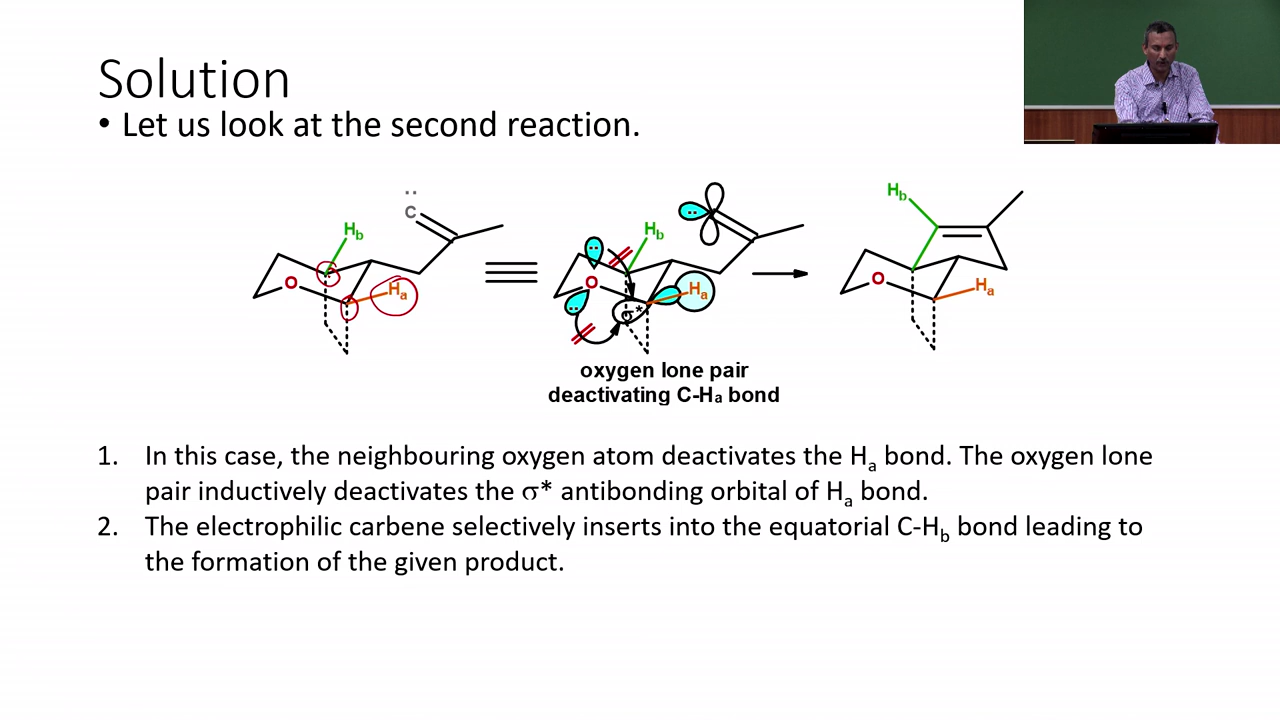 Solution
• Let us look at the second reaction.
Hb
C
O
Ha
Hb
O
Ha
σ*
Hb
O
Ha
oxygen lone pair
deactivating C-Ha bond
1. In this case, the neighbouring oxygen atom deactivates the Ha bond. The oxygen lone
pair inductively deactivates the σ* antibonding orbital of Ha bond.
2. The electrophilic carbene selectively inserts into the equatorial C-Hb bond leading to
the formation of the given product.